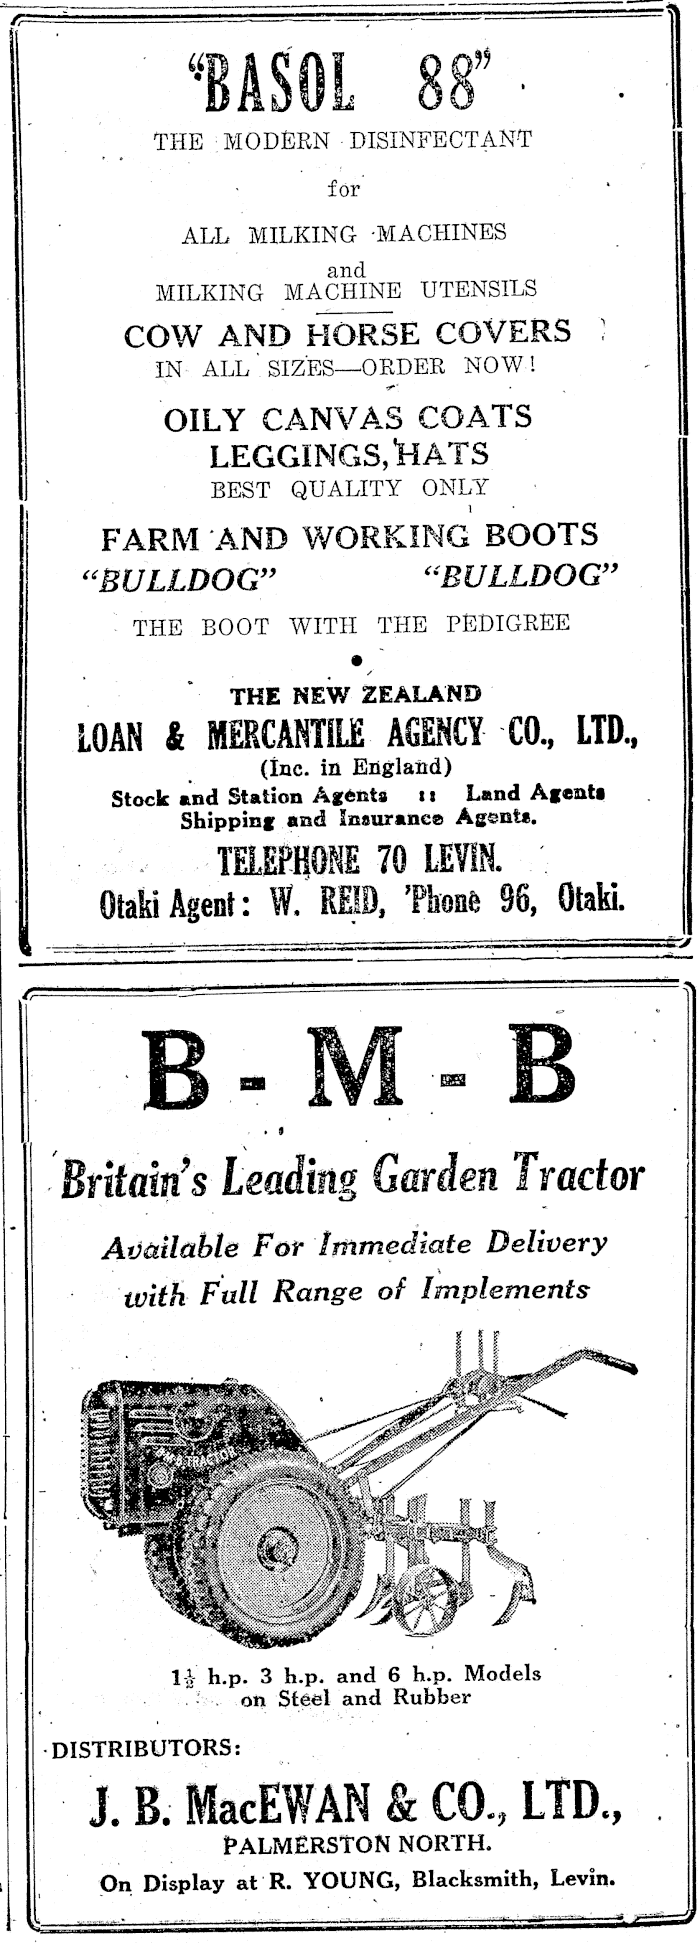 "BASOL 88"
THE MODERN DISINFECTANT
for
ALL MILKING MACHINES
and
MILKING MACHINE UTENSILS
COW AND HORSE COVERS
IN ALL SIZES—ORDER NOW!
OILY CANVAS COATS
LEGGINGS, HATS
BEST QUALITY ONLY
FARM AND WORKING BOOTS
"BULLDOG" "BULLDOG"
THE BOOT WITH THE PEDIGREE
THE NEW ZEALAND
LOAN & MERCANTILE AGENCY CO., LTD.,
(Inc. in England)
Stock and Station Agents :: Land Agents
Shipping and Insurance Agents.
TELEPHONE 70 LEVIN.
Otaki Agent: W. REID, 'Phone 96, Otaki.
B - M - B
Britain's Leading Garden Tractor
Available For Immediate Delivery
with Full Range of Implements
B·M·B TRACTOR
1½ h.p. 3 h.p. and 6 h.p. Models
on Steel and Rubber
DISTRIBUTORS:
J. B. MacEWAN & CO., LTD.,
PALMERSTON NORTH.
On Display at R. YOUNG, Blacksmith, Levin.